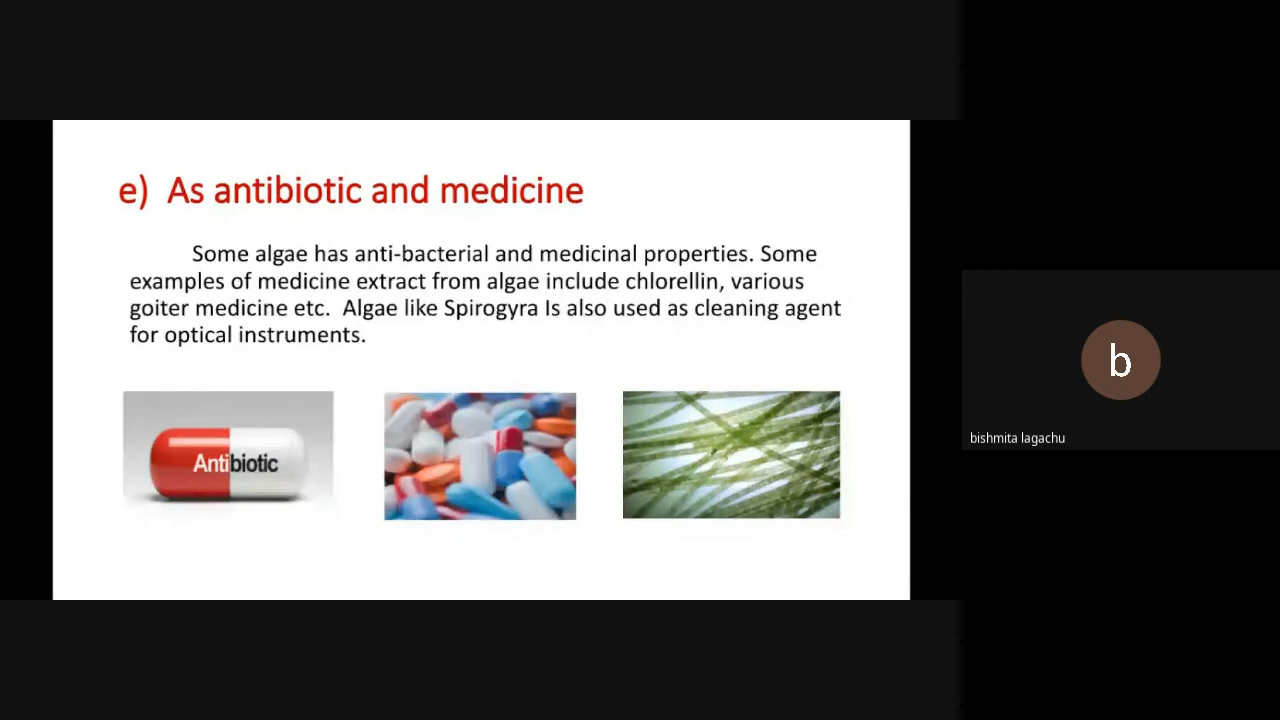 e) As antibiotic and medicine
Some algae has anti-bacterial and medicinal properties. Some
examples of medicine extract from algae include chlorellin, various
goiter medicine etc. Algae like Spirogyra Is also used as cleaning agent
for optical instruments.
Antibiotic
b
bishmita lagachu